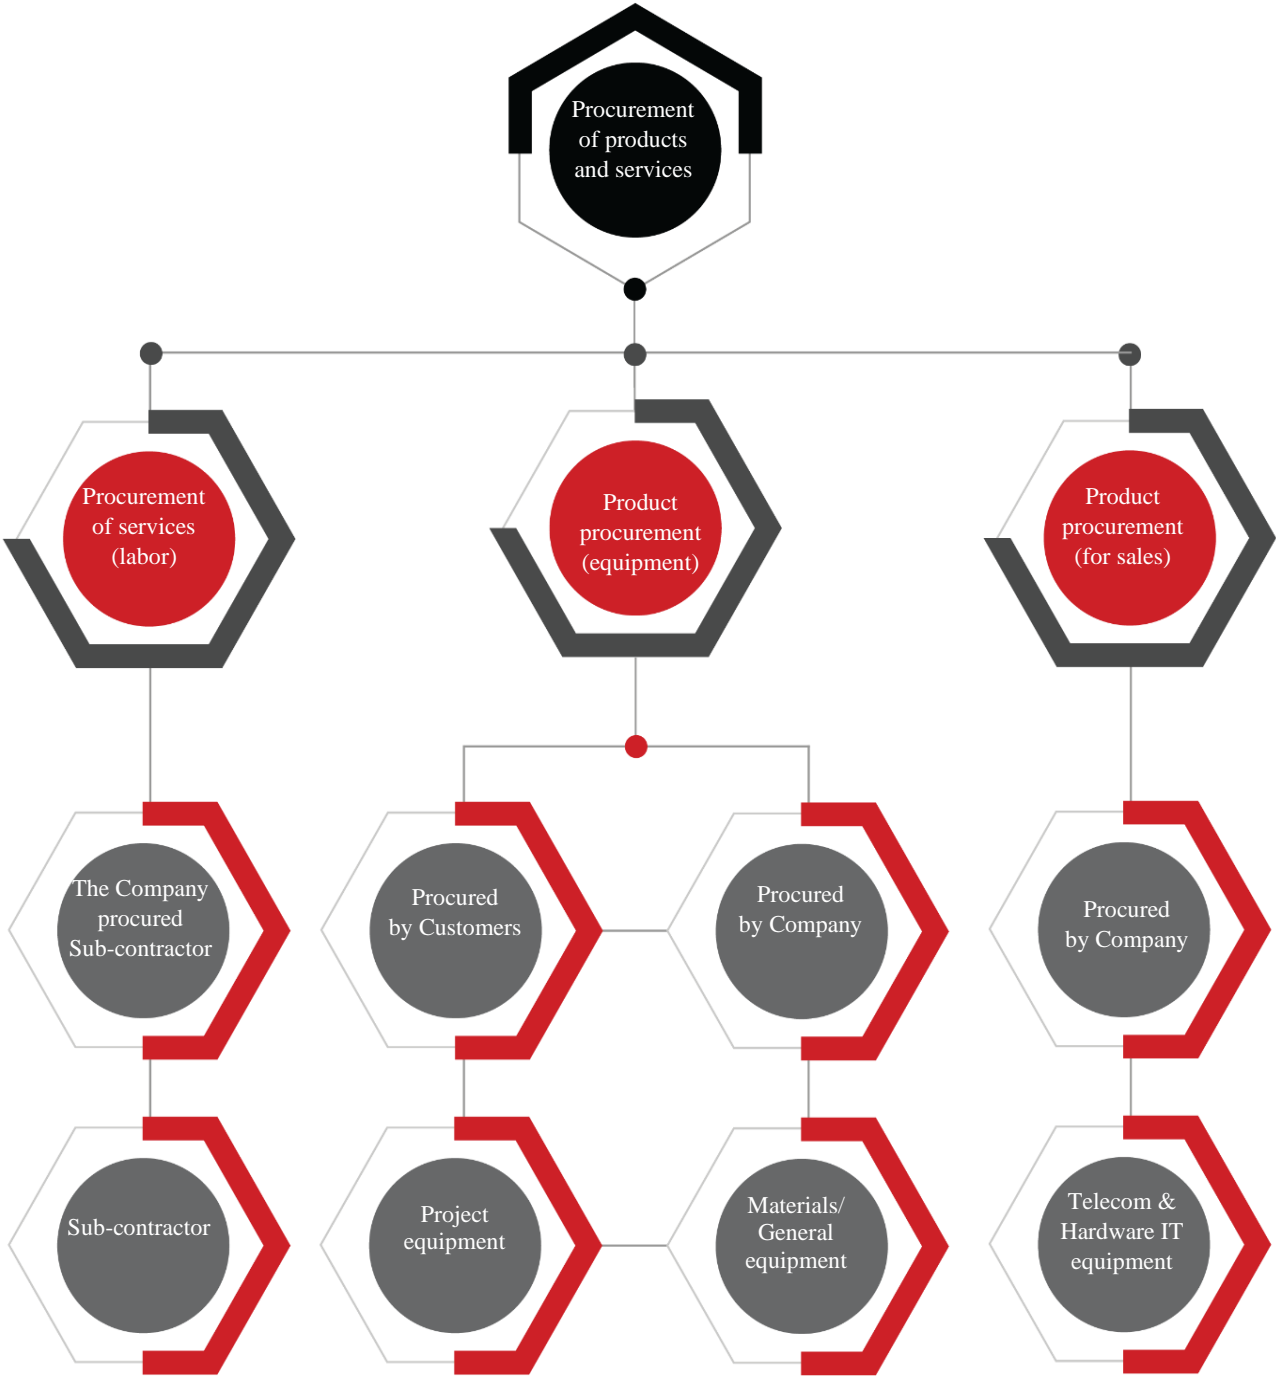 Procurement
of products
and services
Procurement
of services
(labor)
Product
procurement
(equipment)
Product
procurement
(for sales)
The Company
procured
Sub-contractor
Procured
by Customers
Procured
by Company
Procured
by Company
Sub-contractor
Project
equipment
Materials/
General
equipment
Telecom &
Hardware IT
equipment